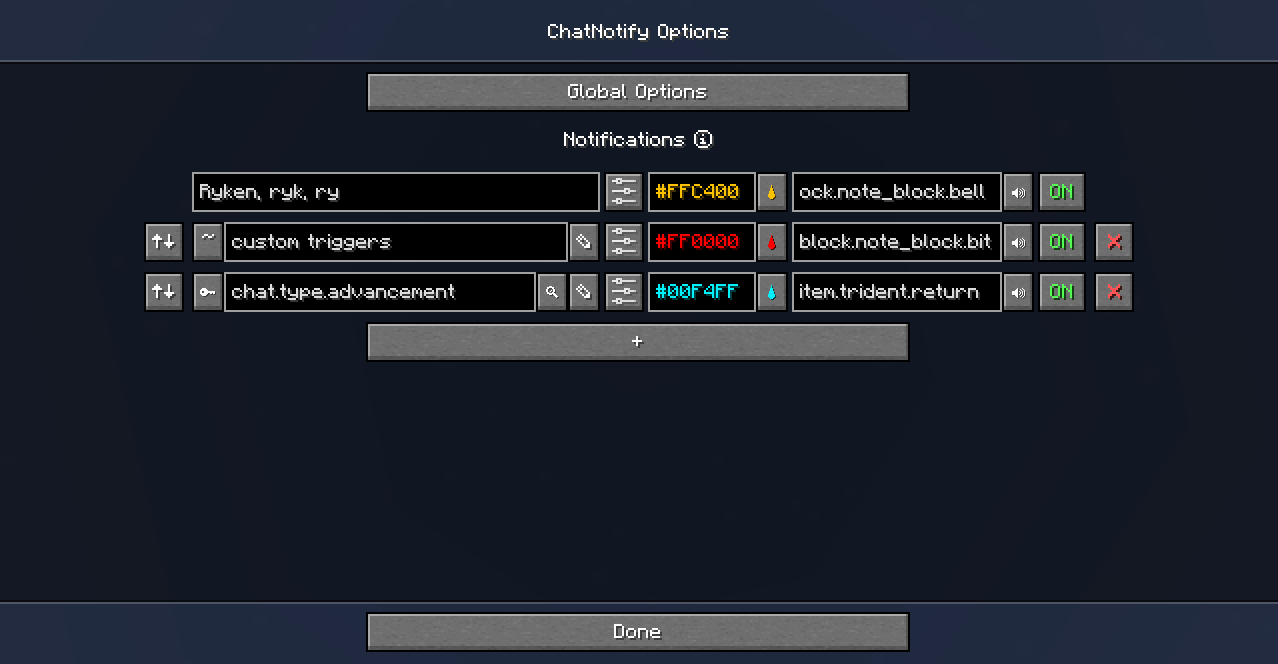 ChatNotify Options
Global Options
Notifications
Ryken, ryk, ry #FFC400 ock.note_block.bell ON
~ custom triggers #FF0000 block.note_block.bit ON
chat.type.advancement #00F4FF item.trident.return ON
+
Done